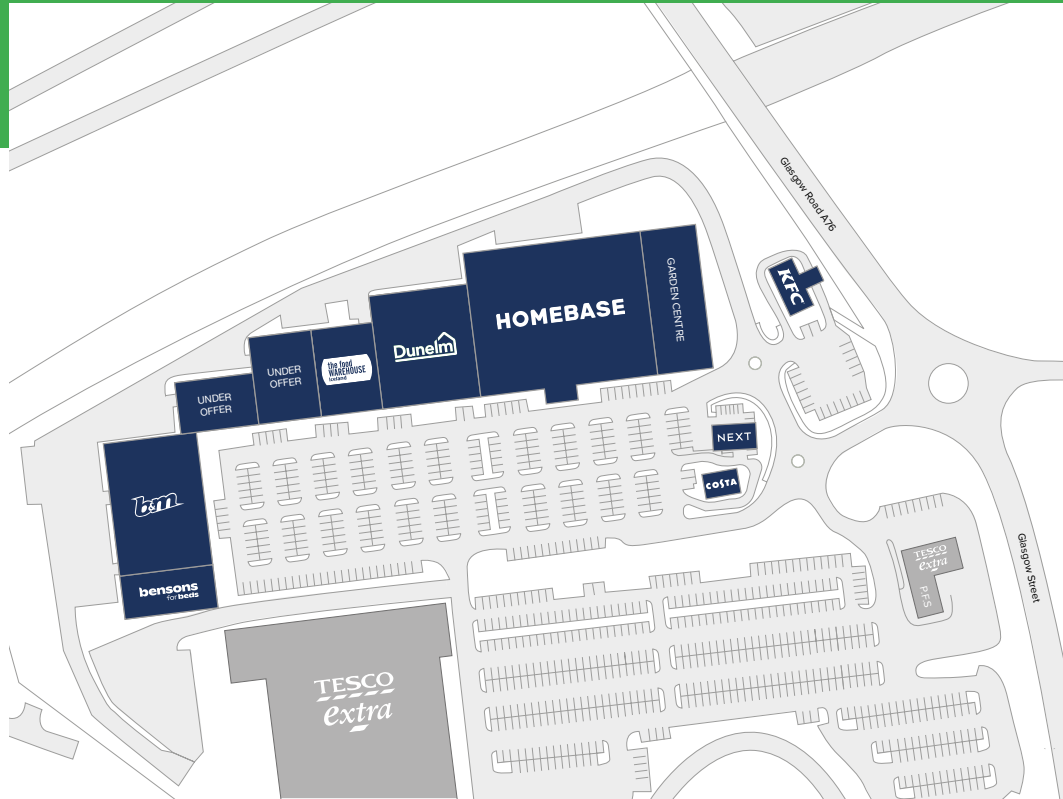 Glasgow Road A76
KFC
GARDEN CENTRE
HOMEBASE
Dunelm
the food
WAREHOUSE
Iceland
UNDER
OFFER
UNDER
OFFER
NEXT
COSTA
b&m
bensons
for beds
TESCO
extra
P.F.S
Glasgow Street
TESCO
extra